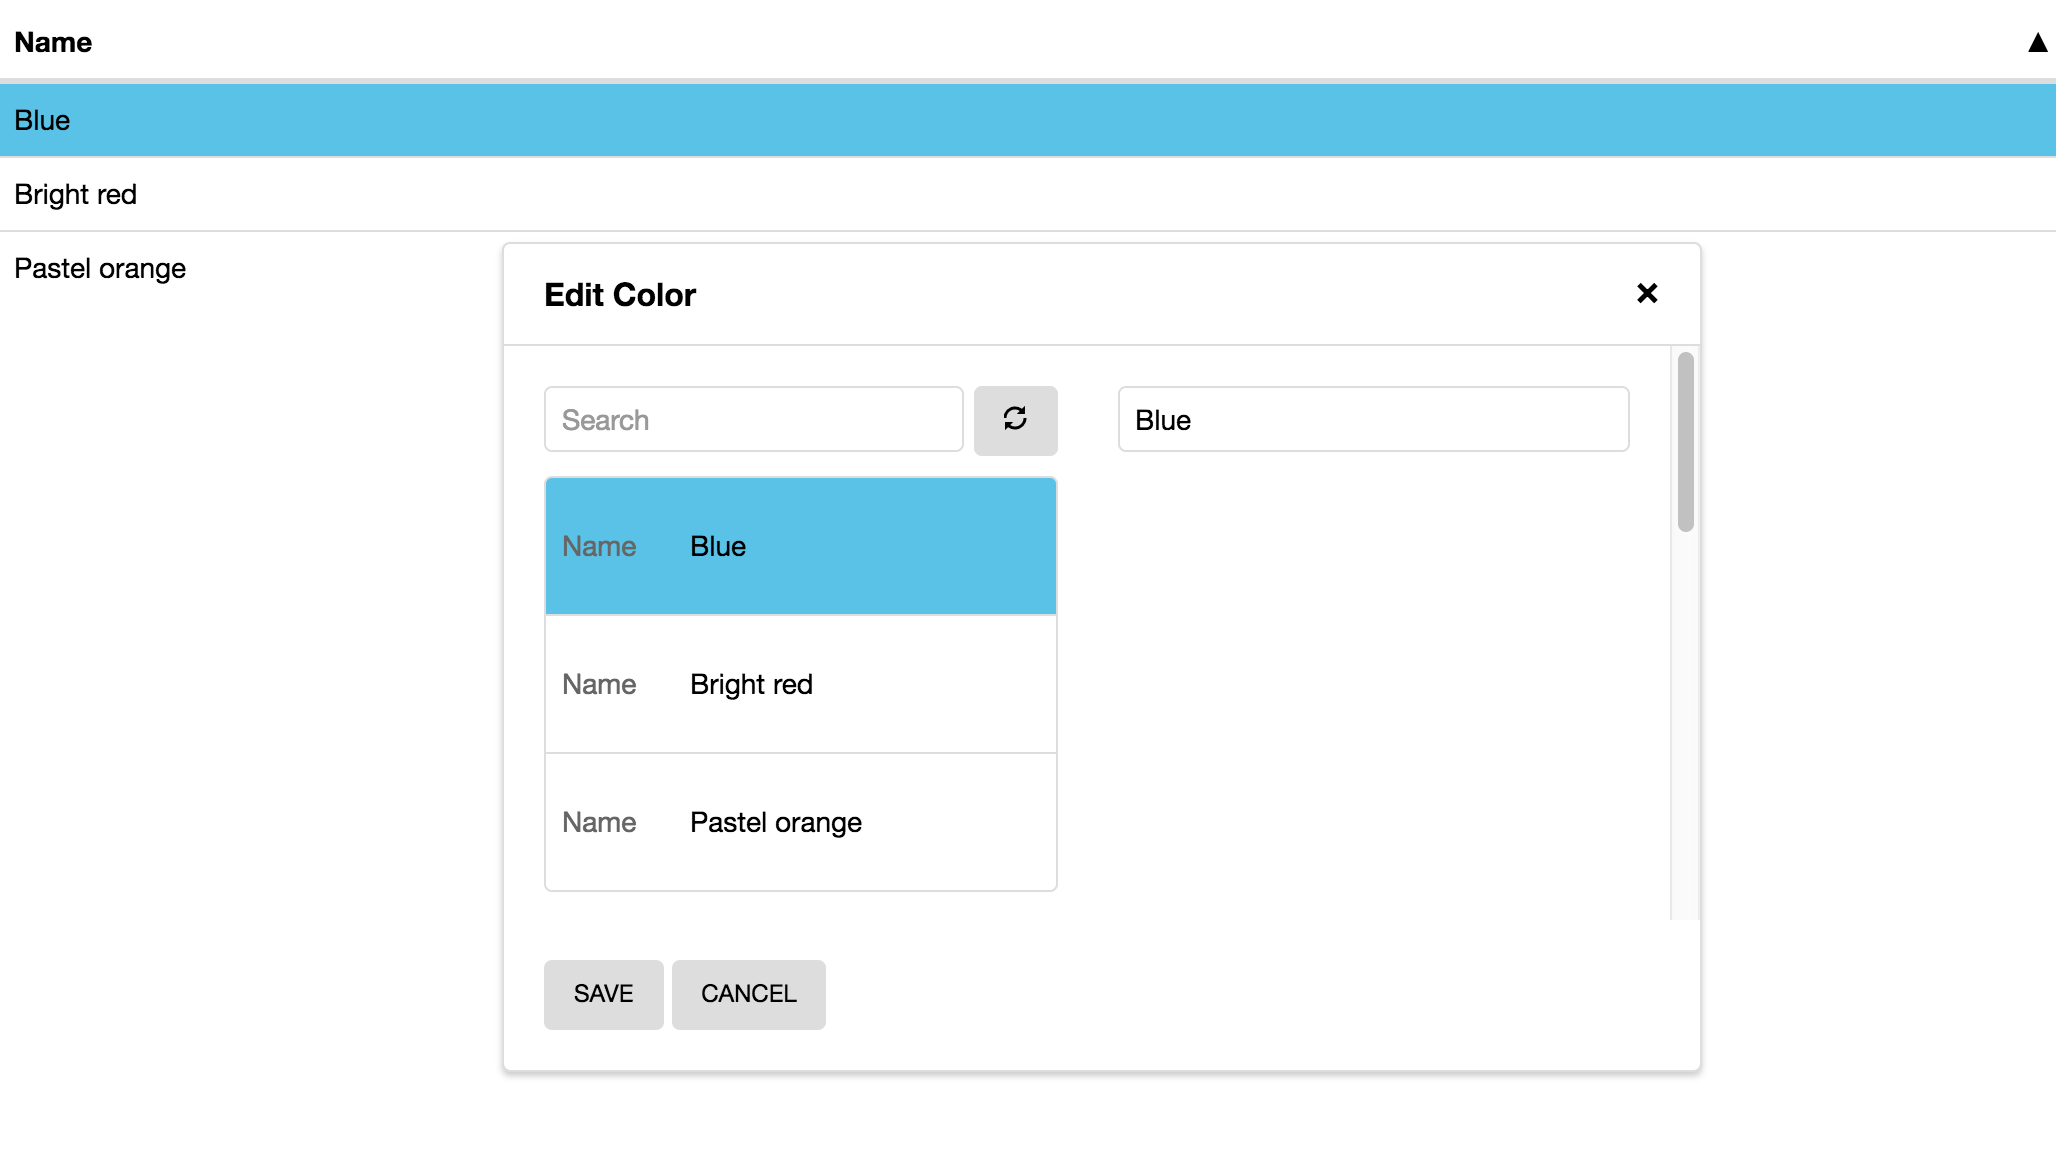 Name ▲
Blue
Bright red
Pastel orange
Edit Color
Search
Blue
Name Blue
Name Bright red
Name Pastel orange
SAVE CANCEL